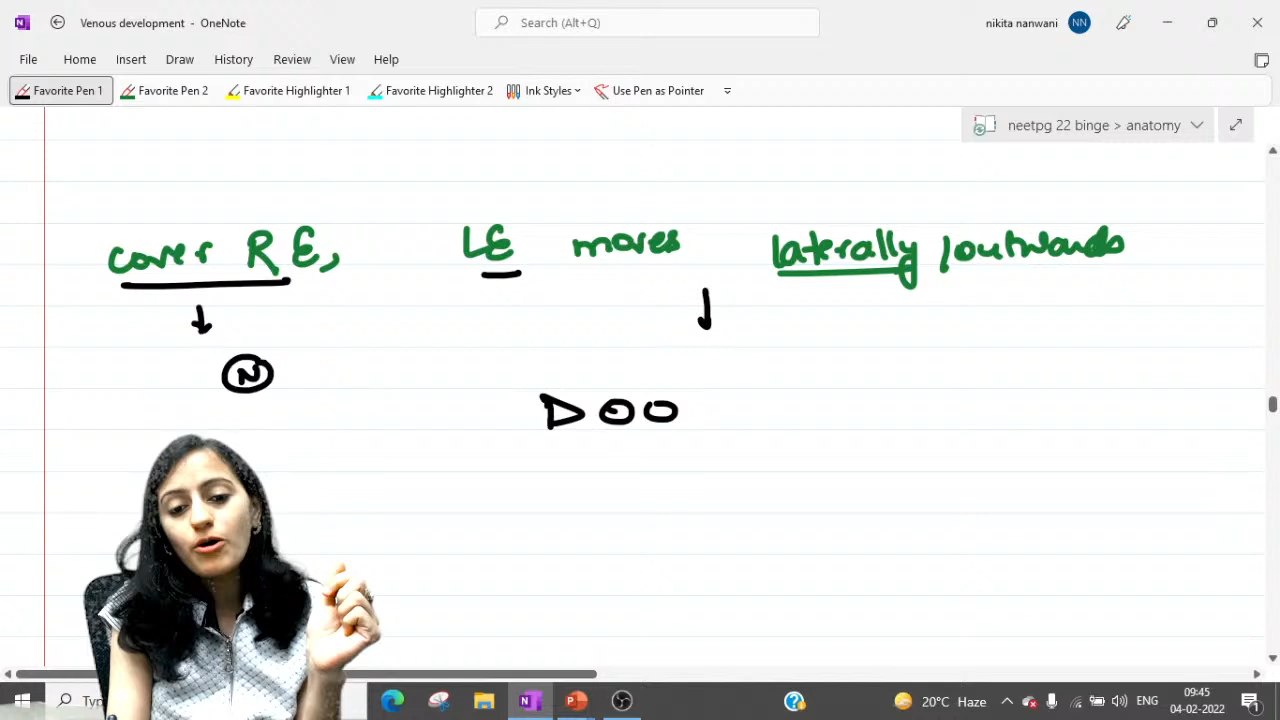 Venous development - OneNote
Search (Alt+Q)
nikita nanwani NN
File Home Insert Draw History Review View Help
Favorite Pen 1 Favorite Pen 2 Favorite Highlighter 1 Favorite Highlighter 2 Ink Styles Use Pen as Pointer
neetpg 22 binge > anatomy
cover RE, LE moves laterally /outwards
N
Typ
20°C Haze ENG 09:45
04-02-2022